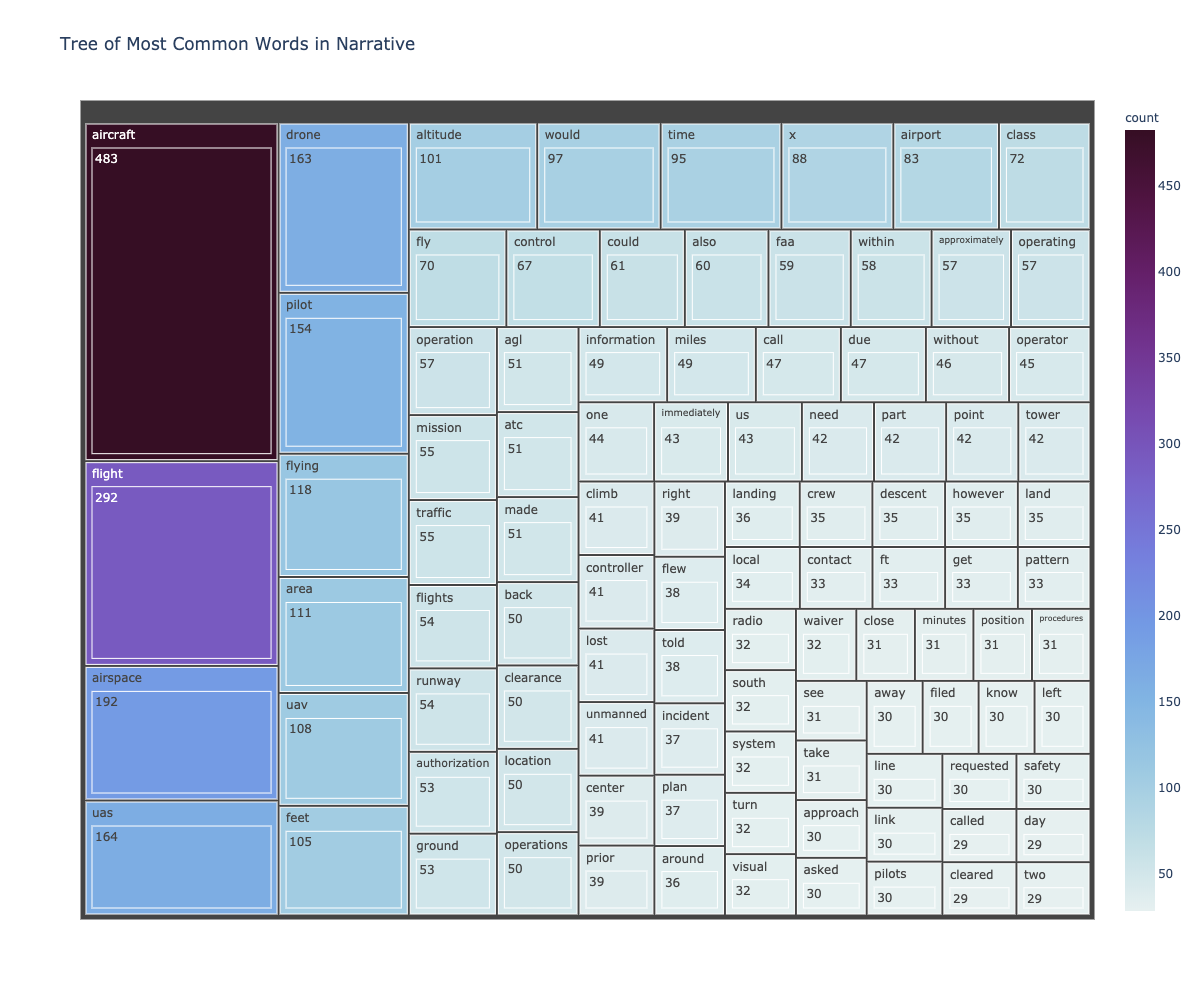 Tree of Most Common Words in Narrative
count
aircraft
483
flight
292
airspace
192
uas
164
drone
163
pilot
154
flying
118
area
111
uav
108
feet
105
altitude
101
would
97
time
95
x
88
airport
83
class
72
fly
70
control
67
could
61
also
60
faa
59
within
58
approximately
57
operating
57
operation
57
mission
55
traffic
55
flights
54
runway
54
authorization
53
ground
53
agl
51
atc
51
made
51
back
50
clearance
50
location
50
operations
50
information
49
miles
49
call
47
due
47
without
46
operator
45
one
44
immediately
43
us
43
need
42
part
42
point
42
tower
42
climb
41
controller
41
lost
41
unmanned
41
center
39
prior
39
right
39
flew
38
told
38
incident
37
plan
37
around
36
landing
36
crew
35
descent
35
however
35
land
35
local
34
contact
33
ft
33
get
33
pattern
33
radio
32
south
32
system
32
turn
32
visual
32
waiver
32
close
31
minutes
31
position
31
procedures
31
see
31
take
31
approach
30
asked
30
away
30
filed
30
know
30
left
30
line
30
link
30
pilots
30
requested
30
safety
30
called
29
day
29
cleared
29
two
29
450
400
350
300
250
200
150
100
50